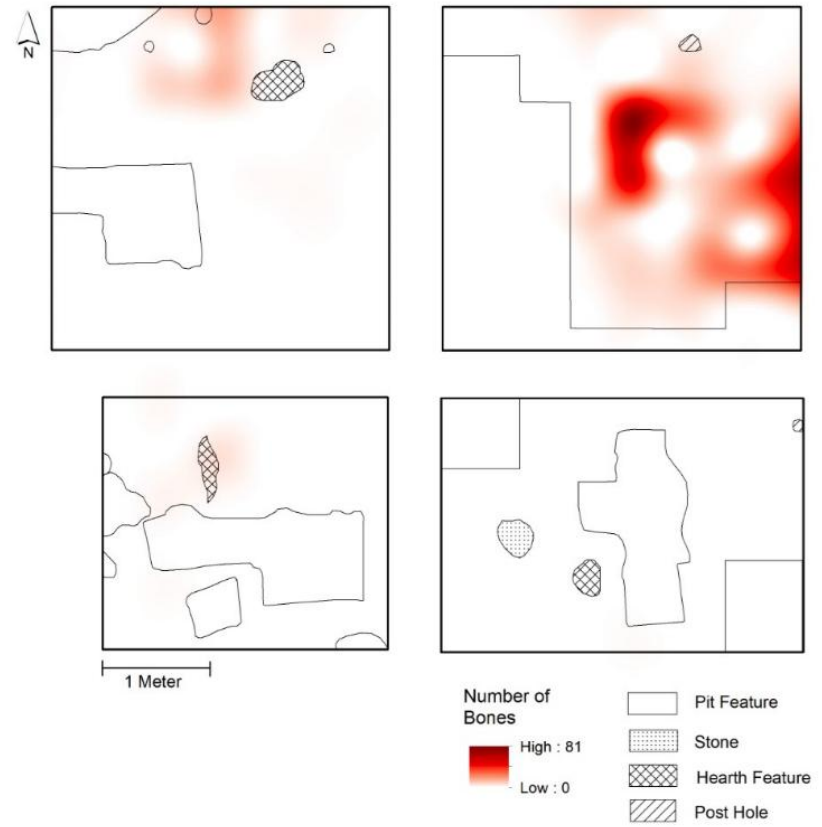 N
1 Meter
Number of
Bones
High : 81
Low : 0
Pit Feature
Stone
Hearth Feature
Post Hole